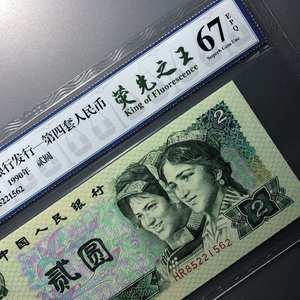 银行发行—第四套人民币
1990年 贰圆
85221562
荧光之王
King of Fluorescence
67
EPQ
Superb Gem Unc
中国人民银行
贰圆
2
2
HR85221562